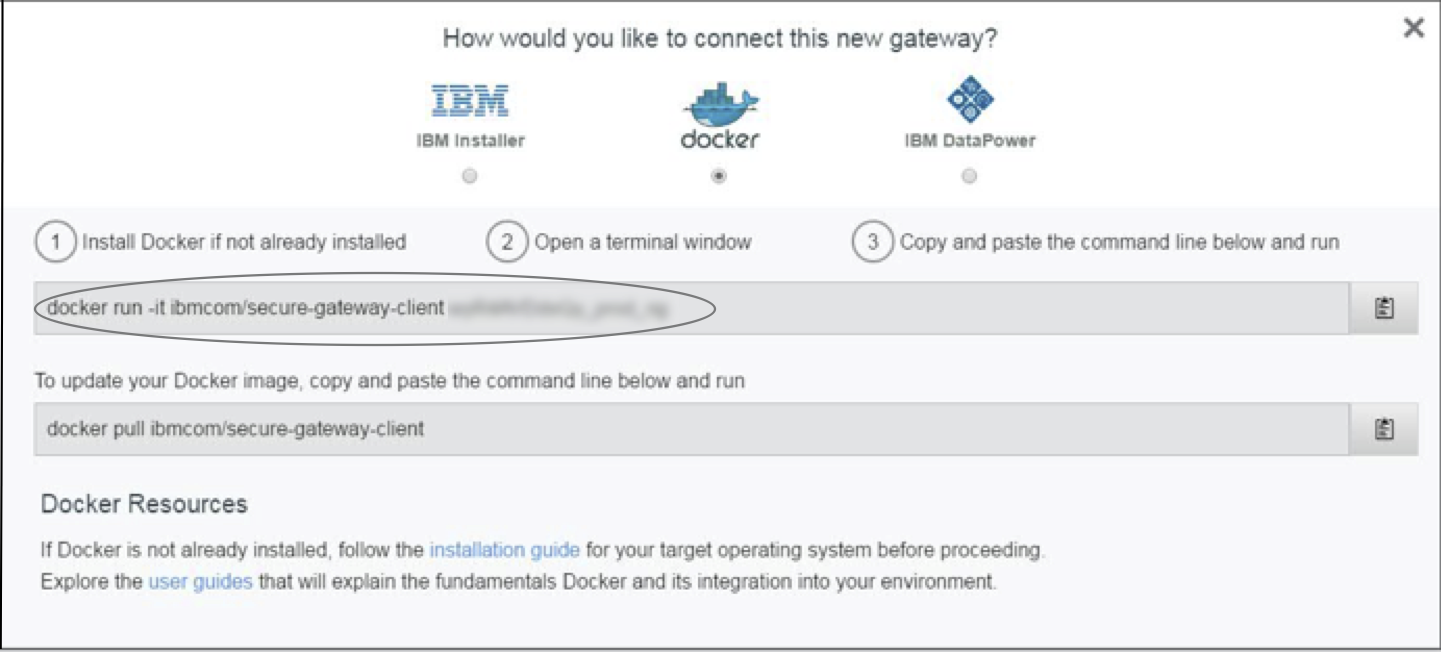 How would you like to connect this new gateway?
IBM docker
IBM Installer IBM DataPower
1 Install Docker if not already installed 2 Open a terminal window 3 Copy and paste the command line below and run
docker run -it ibmcom/secure-gateway-client
To update your Docker image, copy and paste the command line below and run
docker pull ibmcom/secure-gateway-client
Docker Resources
If Docker is not already installed, follow the installation guide for your target operating system before proceeding.
Explore the user guides that will explain the fundamentals Docker and its integration into your environment.